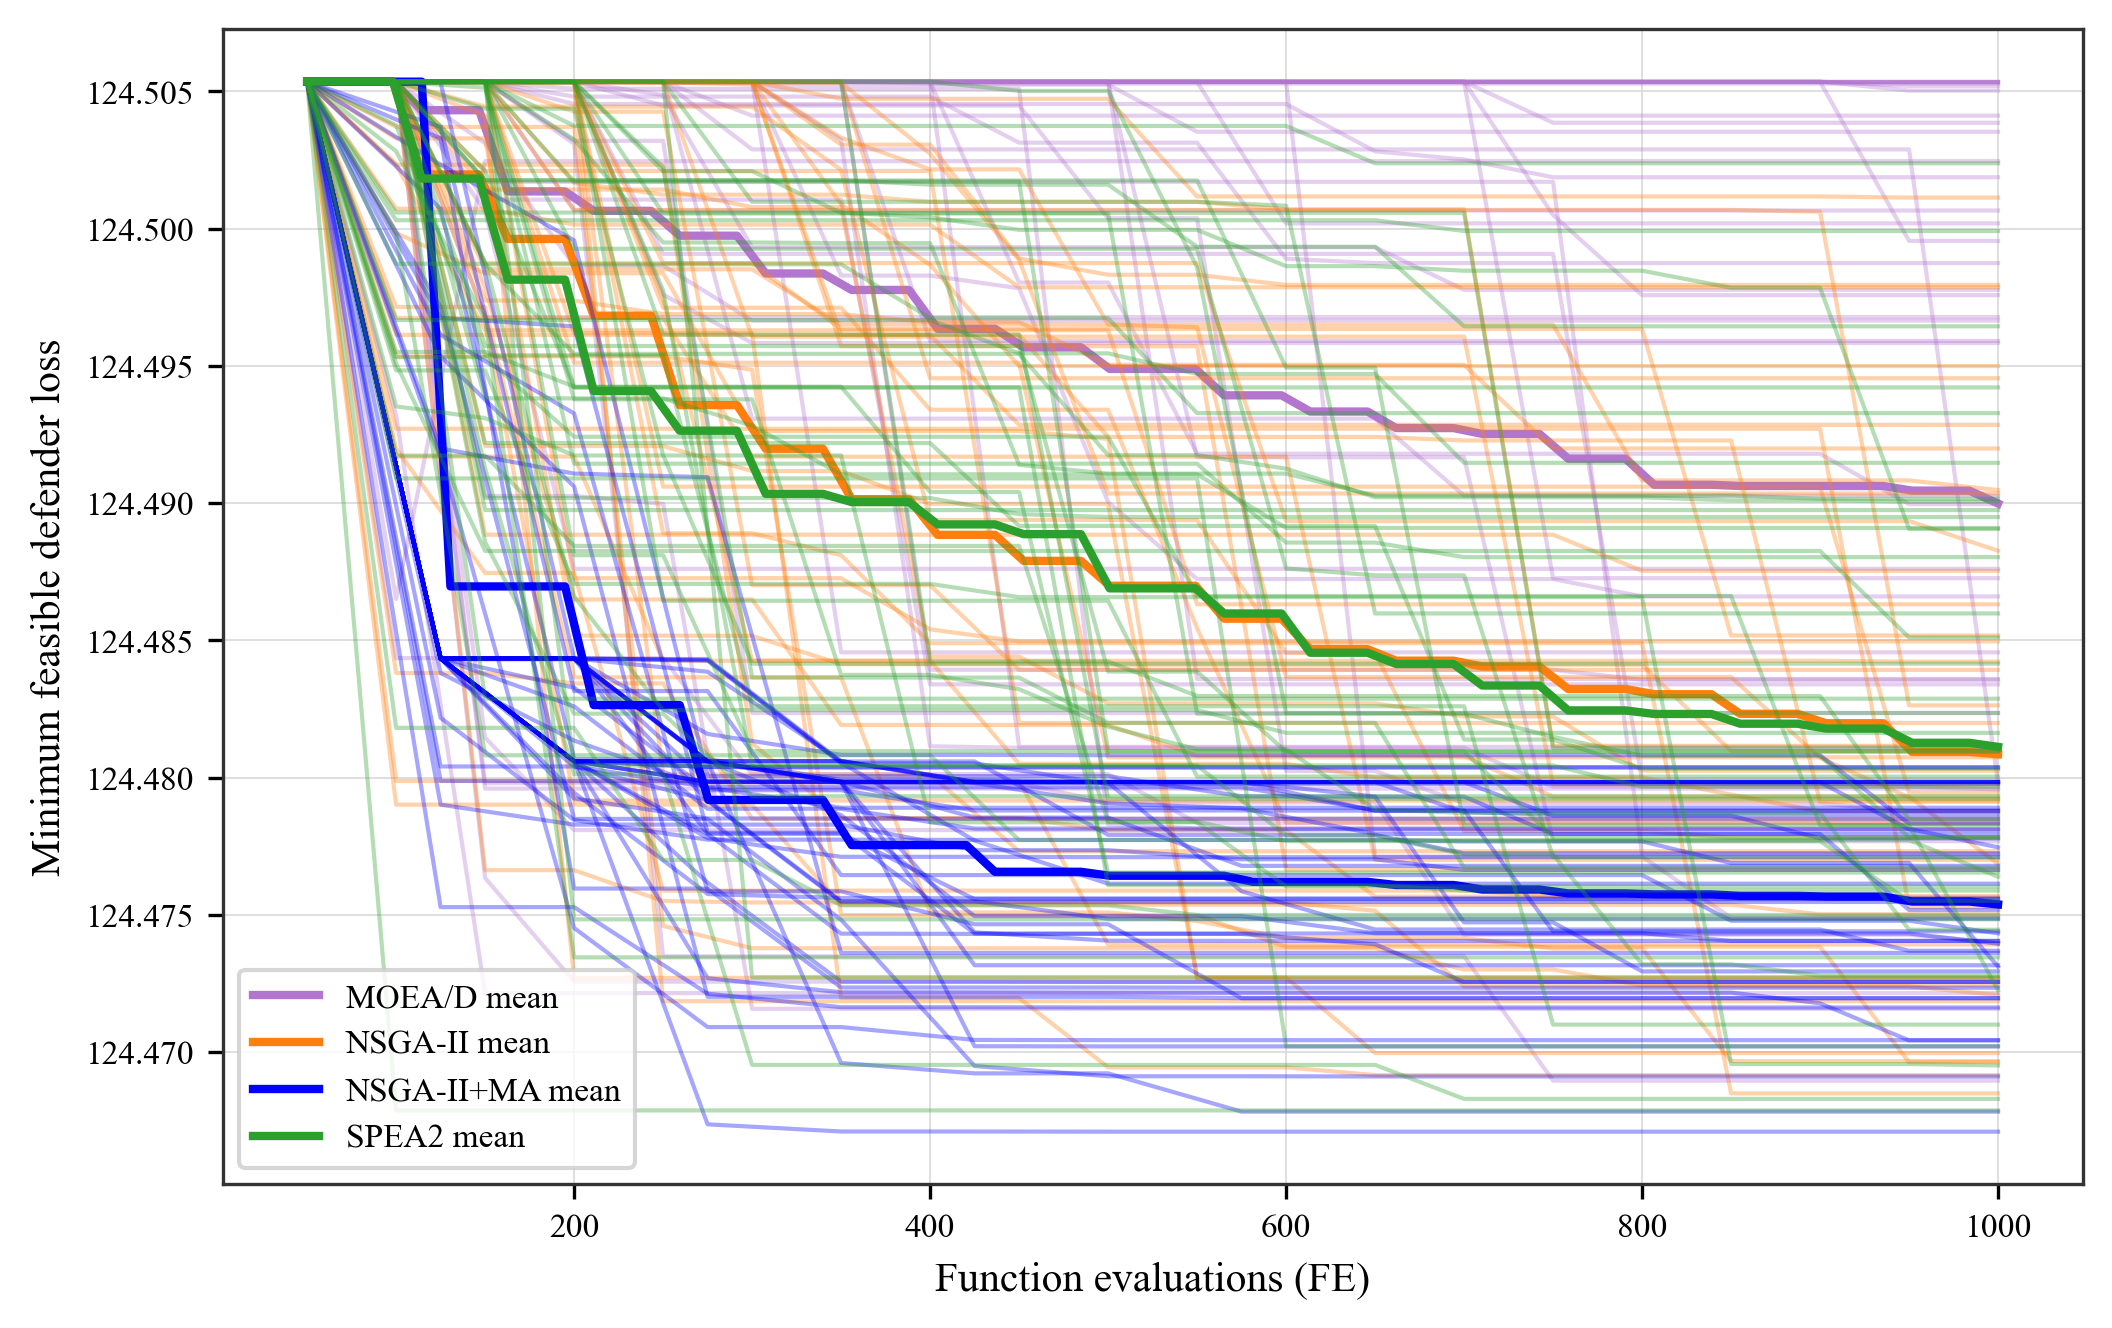 Minimum feasible defender loss
124.505
124.500
124.495
124.490
124.485
124.480
124.475
124.470
MOEA/D mean
NSGA-II mean
NSGA-II+MA mean
SPEA2 mean
200
400
600
800
1000
Function evaluations (FE)